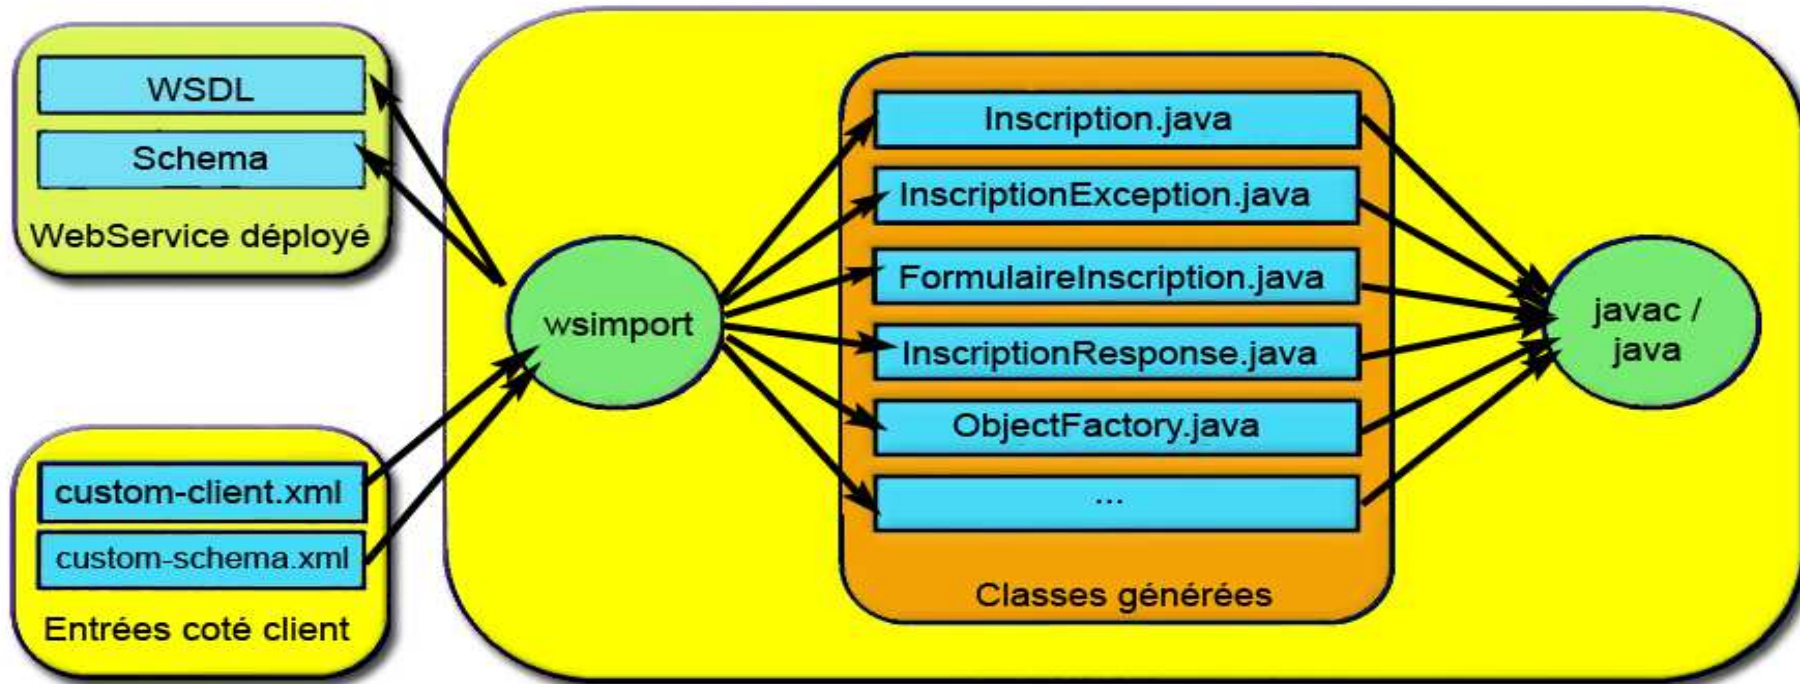 WSDL
Schema
WebService déployé
custom-client.xml
custom-schema.xml
Entrées coté client
wsimport
Inscription.java
InscriptionException.java
FormulaireInscription.java
InscriptionResponse.java
ObjectFactory.java
...
Classes générées
javac /
java